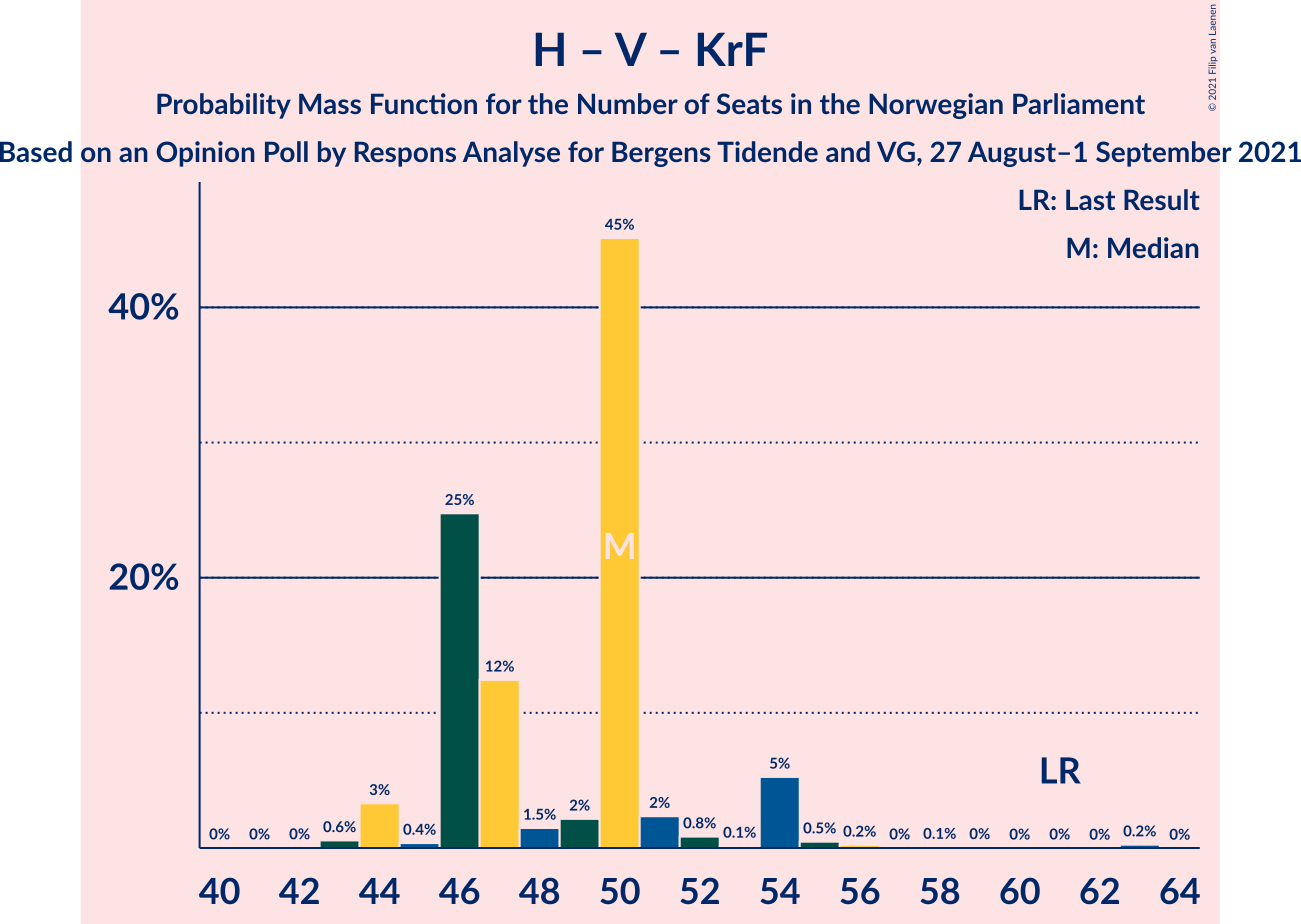 H – V – KrF
Probability Mass Function for the Number of Seats in the Norwegian Parliament
Based on an Opinion Poll by Respons Analyse for Bergens Tidende and VG, 27 August–1 September 2021
© 2021 Filip van Laenen
LR: Last Result
M: Median
40%
20%
0% 0% 0% 0.6% 3% 0.4% 25% 12% 1.5% 2% 45% 2% 0.8% 0.1% 5% 0.5% 0.2% 0% 0.1% 0% 0% 0% 0% 0.2% 0%
M
LR
40 42 44 46 48 50 52 54 56 58 60 62 64